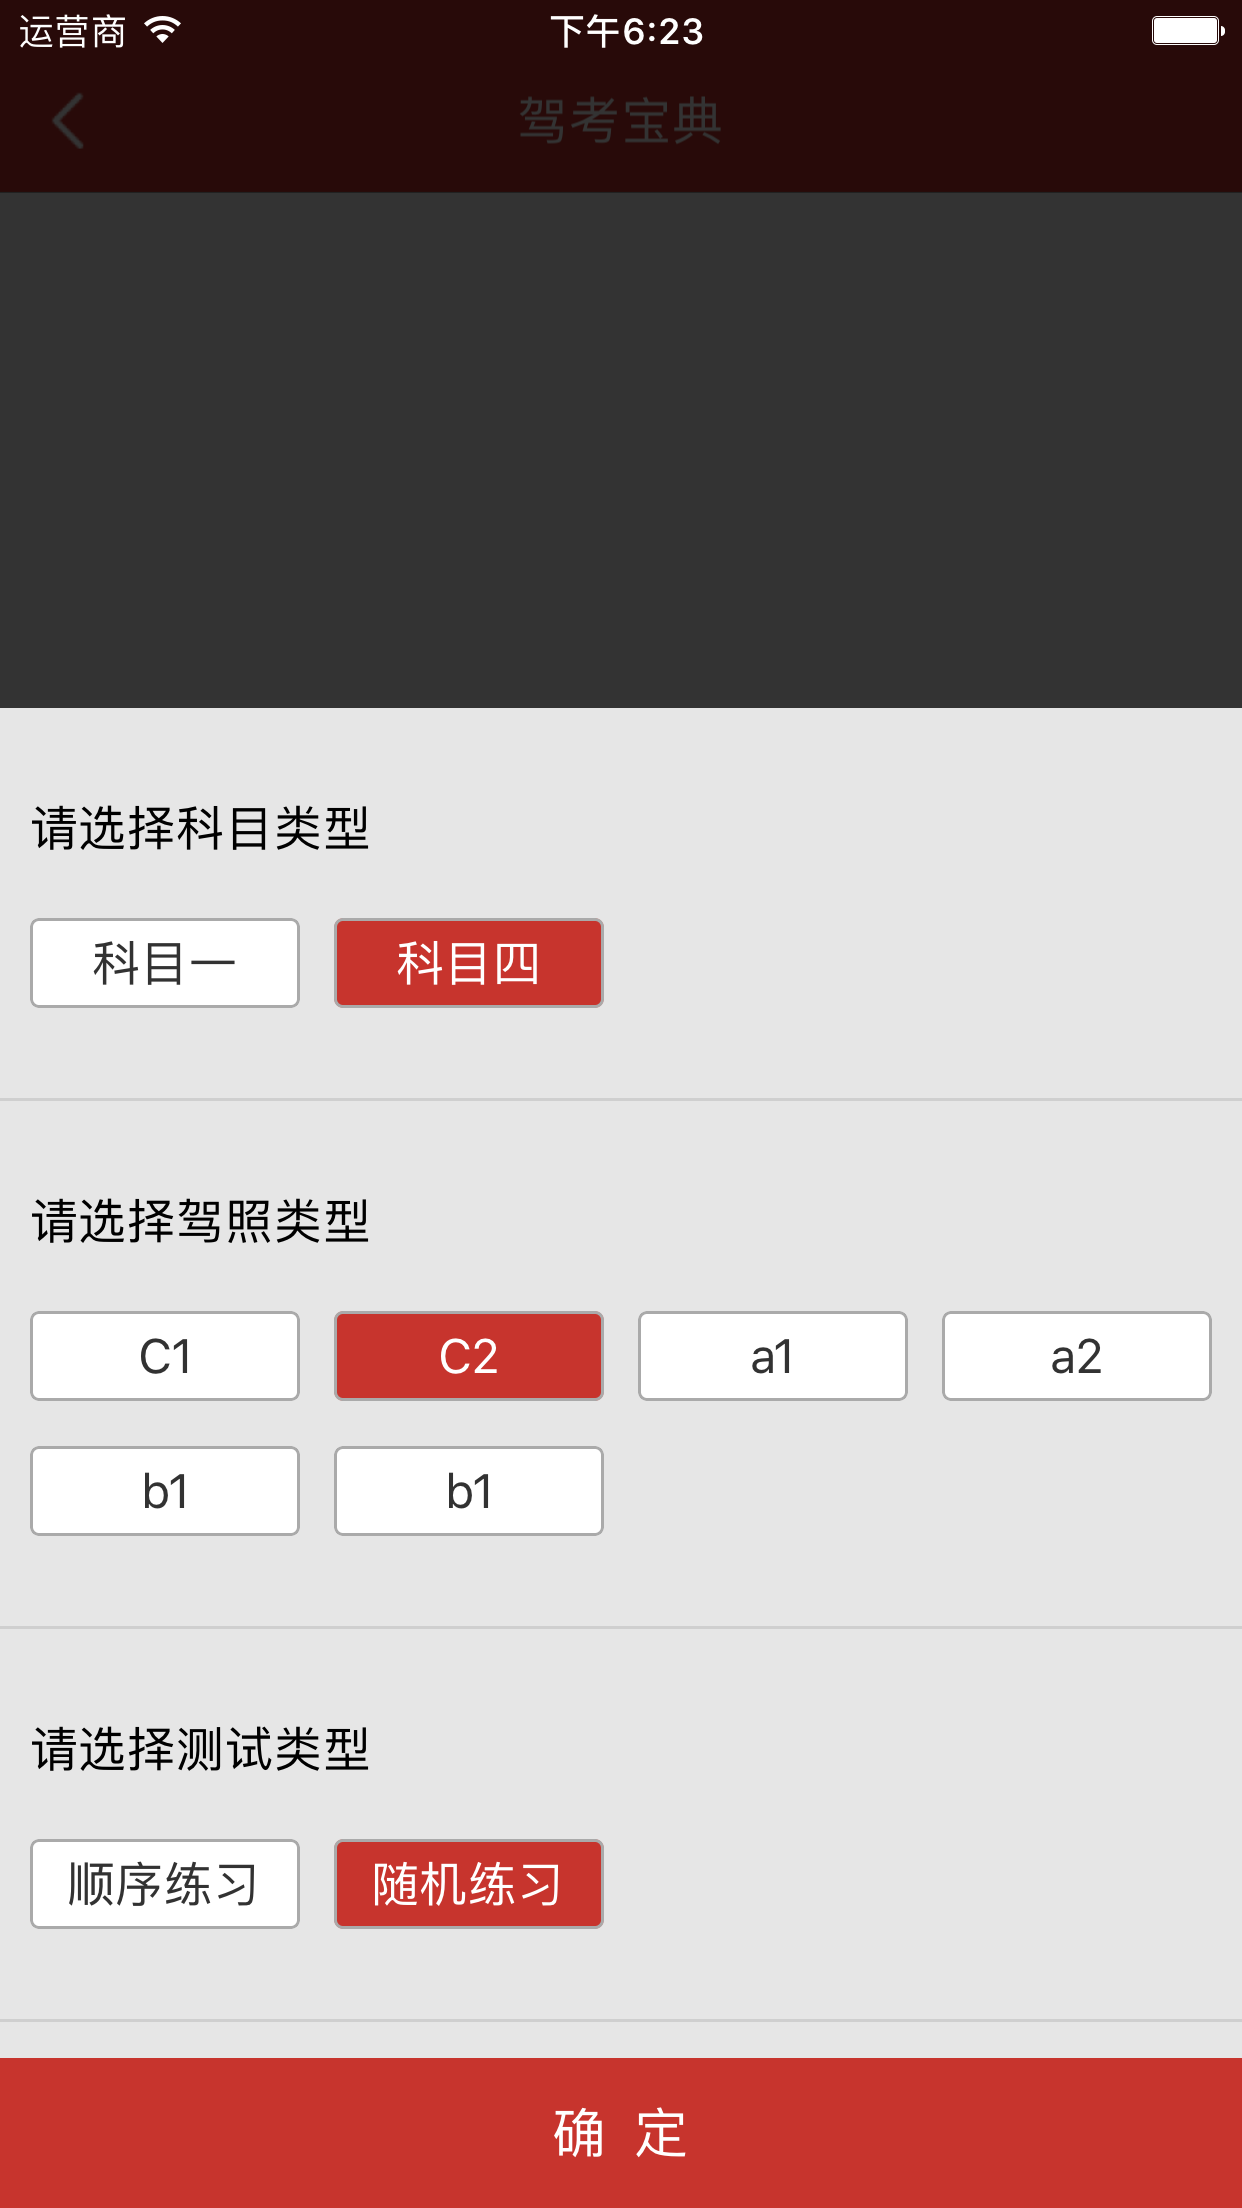 运营商 下午6:23
驾考宝典
请选择科目类型
科目一 科目四
请选择驾照类型
C1 C2 a1 a2
b1 b1
请选择测试类型
顺序练习 随机练习
确 定